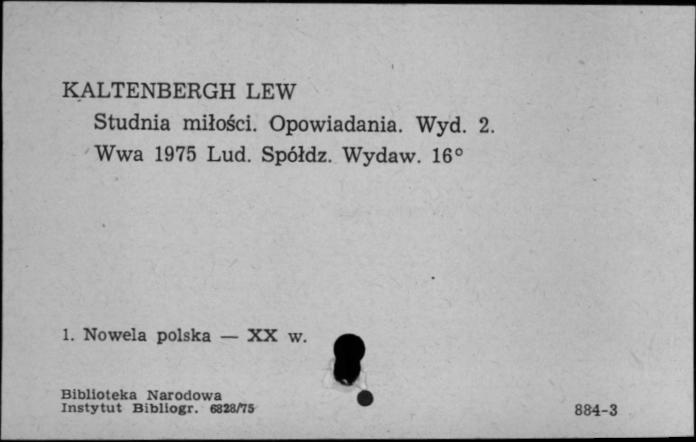 KALTENBERGH LEW
Studnia miłości. Opowiadania. Wyd. 2.
Wwa 1975 Lud. Spółdz. Wydaw. 16°
1. Nowela polska — XX w.
Biblioteka Narodowa
Instytut Bibliogr. 6828/75
884-3